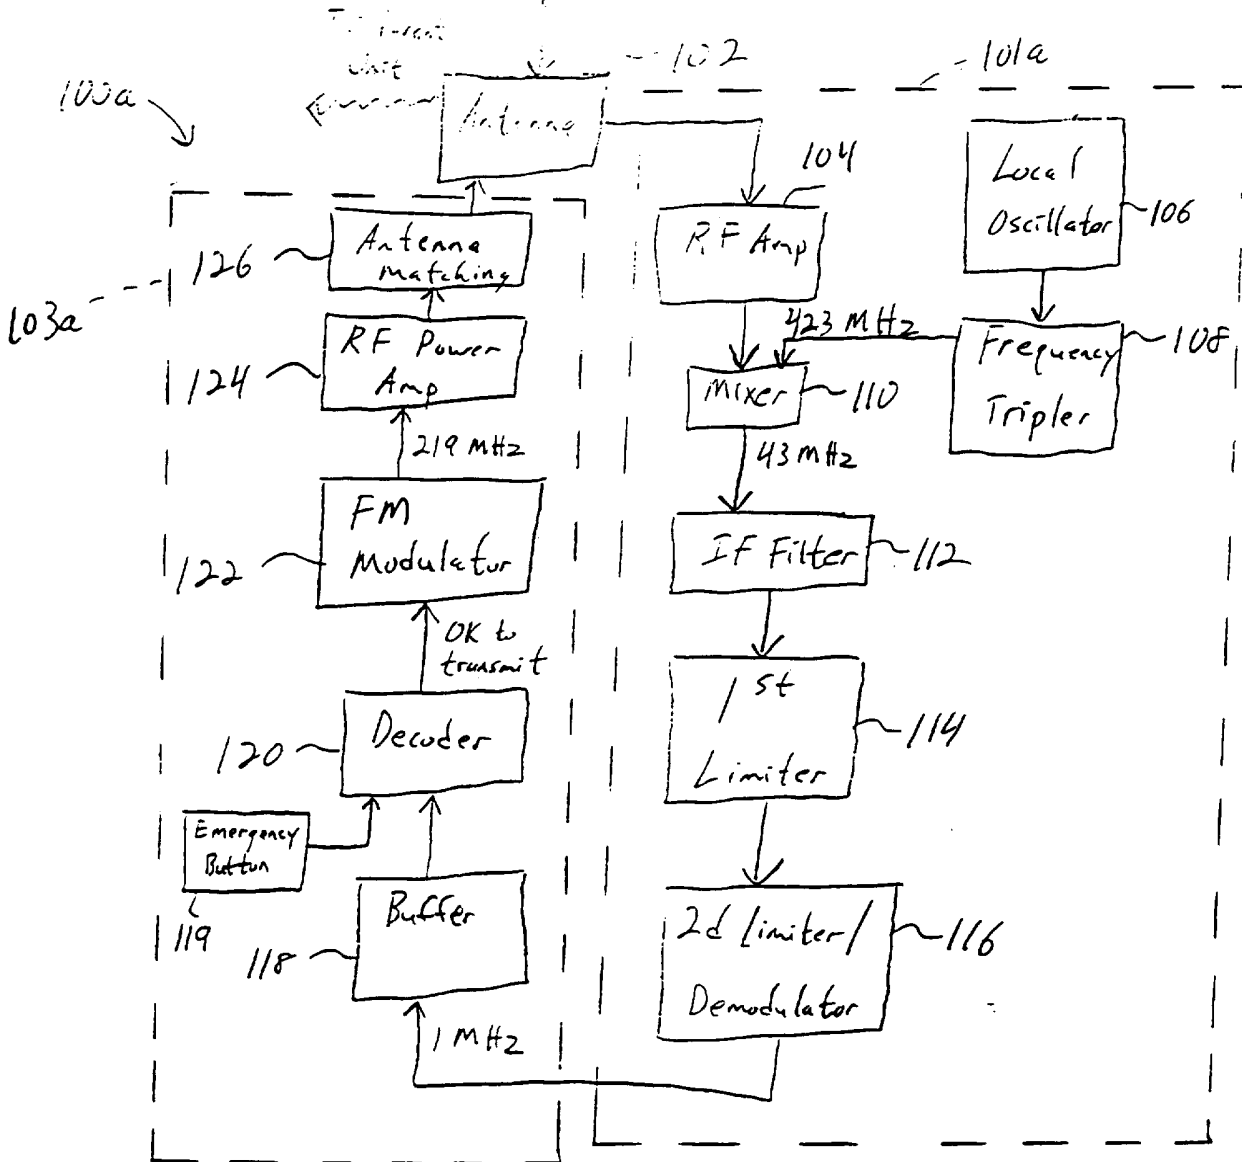 unit
102
101a
100a
Antenna
104
Local
Oscillator
106
RF Amp
Antenna
matching
126
103a
423 MHz
RF Power
Amp
124
Frequency
Tripler
108
Mixer
110
219 MHz
43 MHz
FM
Modulator
122
IF Filter
112
OK to
transmit
1st
Limiter
114
Decoder
120
Emergency
Button
119
Buffer
118
2d limiter/
Demodulator
116
1 MHz